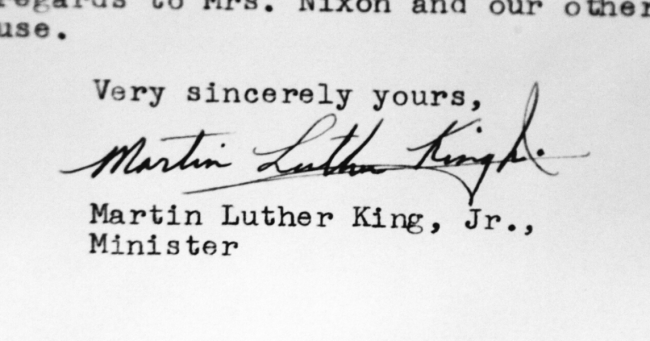 regards to Mrs. Nixon and our other
use.
Very sincerely yours,
Martin Luther King Jr.
Martin Luther King, Jr.,
Minister